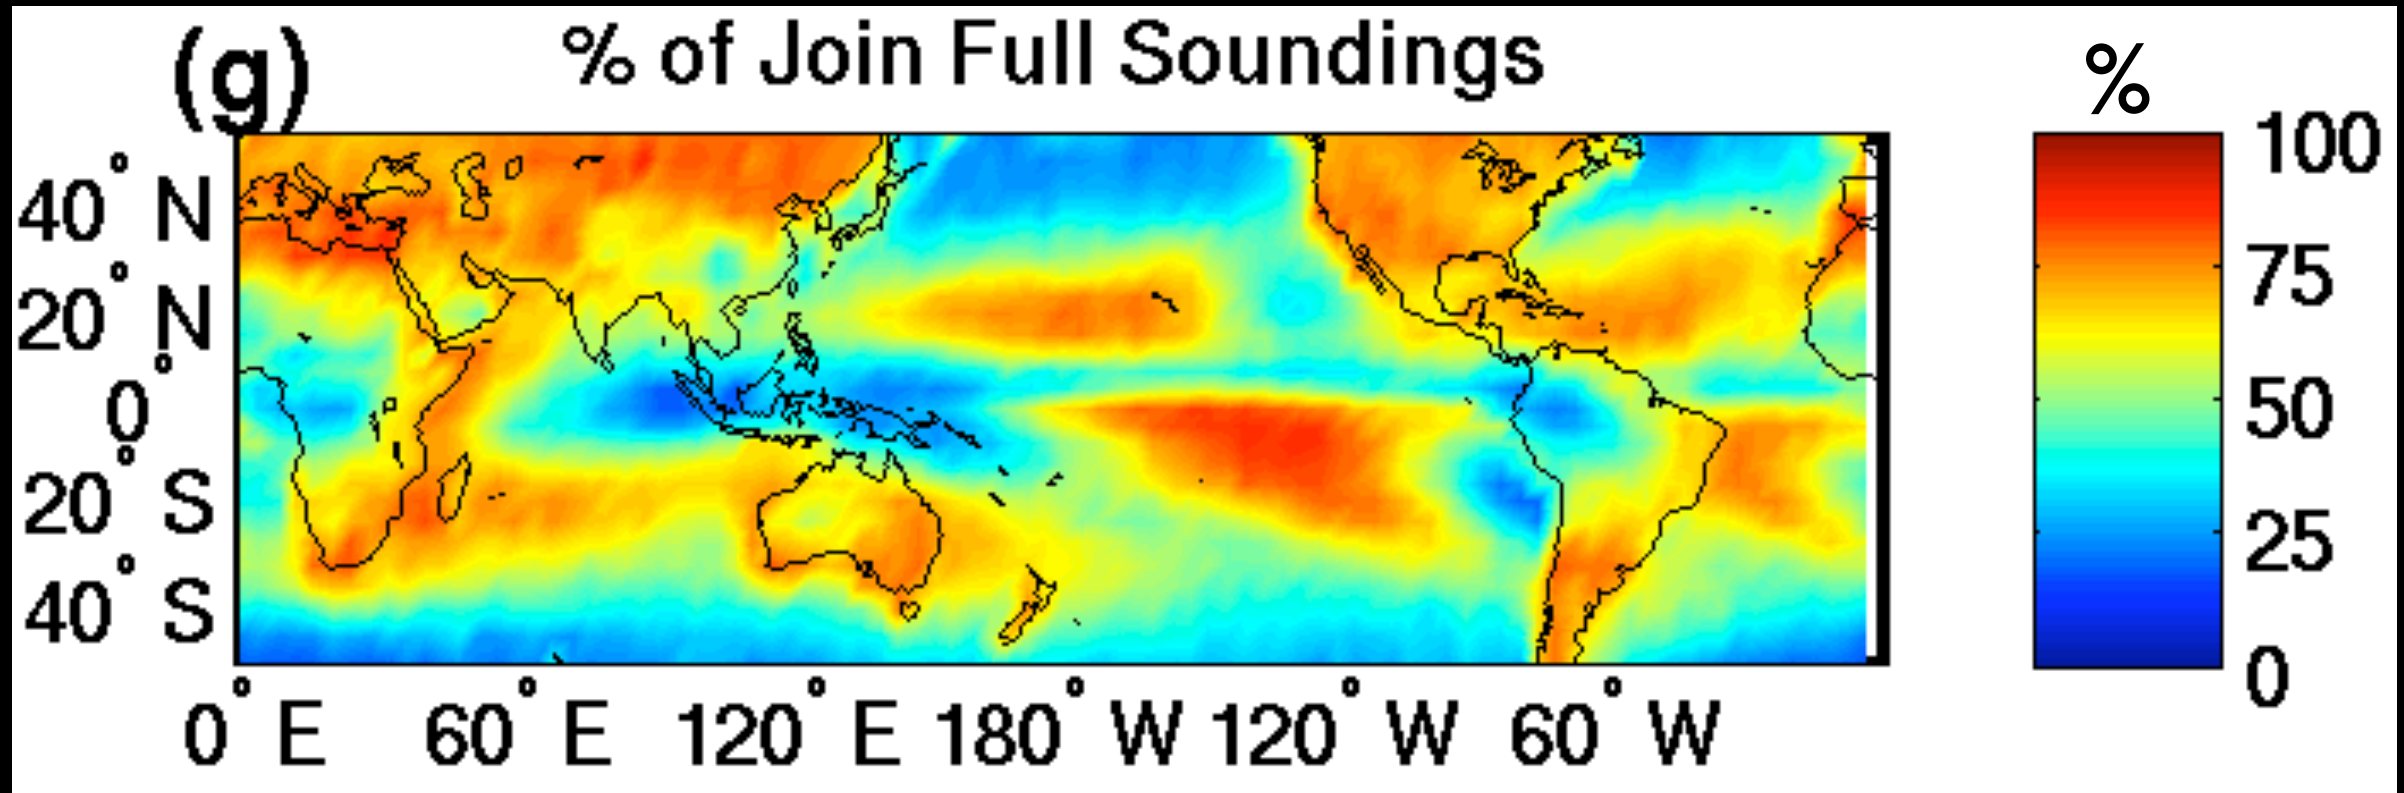 (g) % of Join Full Soundings
%
100
75
50
25
0
40° N
20° N
0°
20° S
40° S
0° E 60° E 120° E 180° W 120° W 60° W